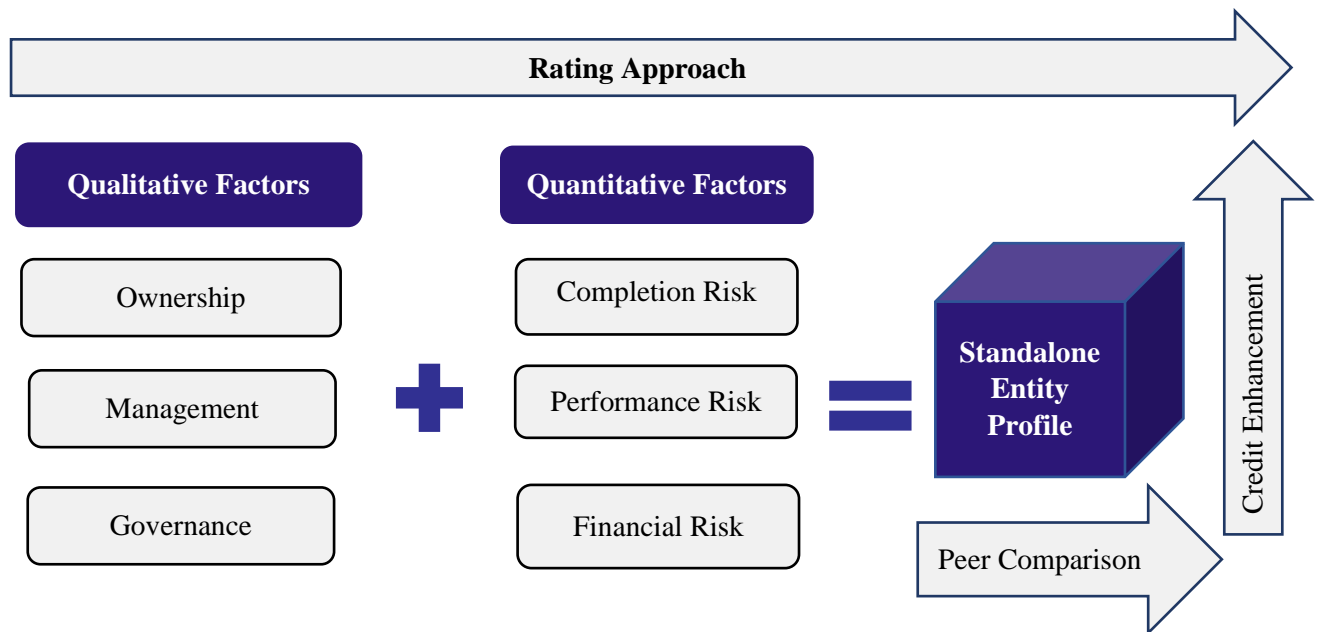 Rating Approach
Qualitative Factors
Quantitative Factors
Ownership
Completion Risk
Management
Performance Risk
Governance
Financial Risk
Standalone
Entity
Profile
Peer Comparison
Credit Enhancement